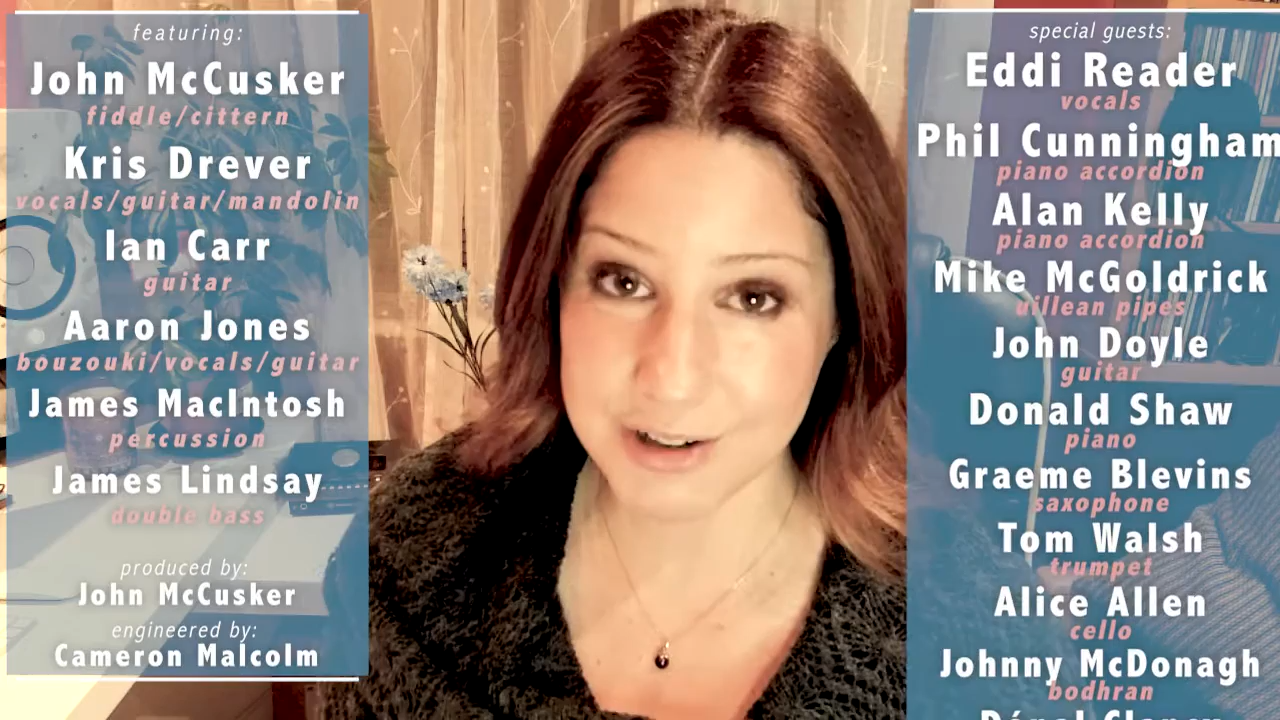 featuring:
John McCusker
fiddle/cittern
Kris Drever
vocals/guitar/mandolin
Ian Carr
guitar
Aaron Jones
bouzouki/vocals/guitar
James MacIntosh
percussion
James Lindsay
double bass
produced by:
John McCusker
engineered by:
Cameron Malcolm
special guests:
Eddi Reader
vocals
Phil Cunningham
piano accordion
Alan Kelly
piano accordion
Mike McGoldrick
uillean pipes
John Doyle
guitar
Donald Shaw
piano
Graeme Blevins
saxophone
Tom Walsh
trumpet
Alice Allen
cello
Johnny McDonagh
bodhran